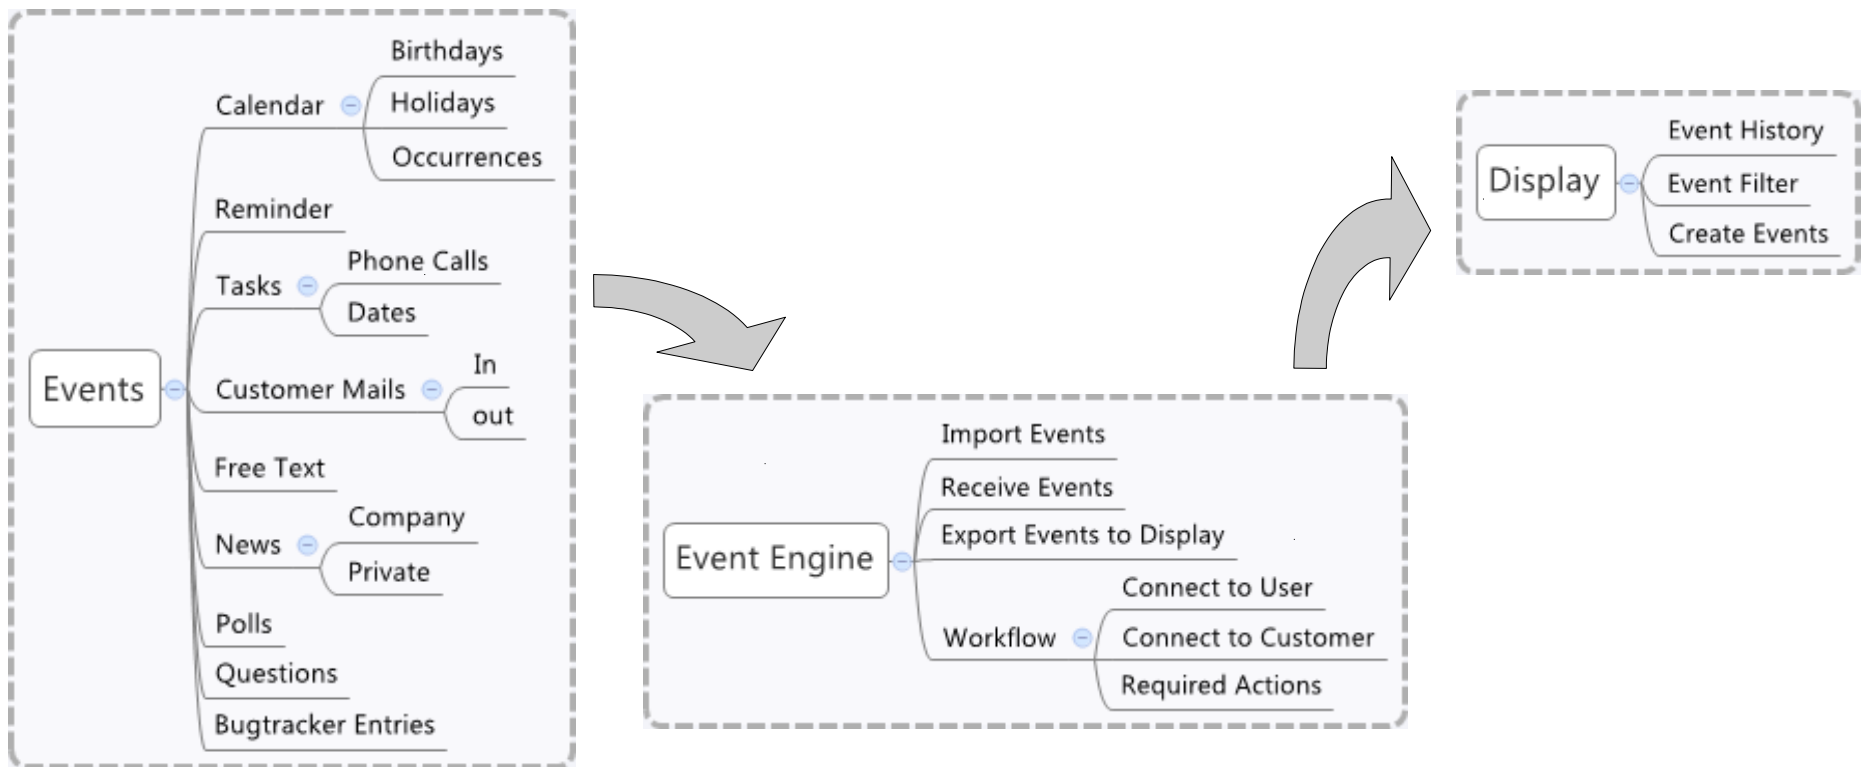 Birthdays
Calendar
Holidays
Occurrences
Reminder
Phone Calls
Tasks
Dates
In
Events
Customer Mails
out
Free Text
Company
News
Private
Polls
Questions
Bugtracker Entries
Import Events
Receive Events
Export Events to Display
Event Engine
Connect to User
Workflow
Connect to Customer
Required Actions
Event History
Display
Event Filter
Create Events